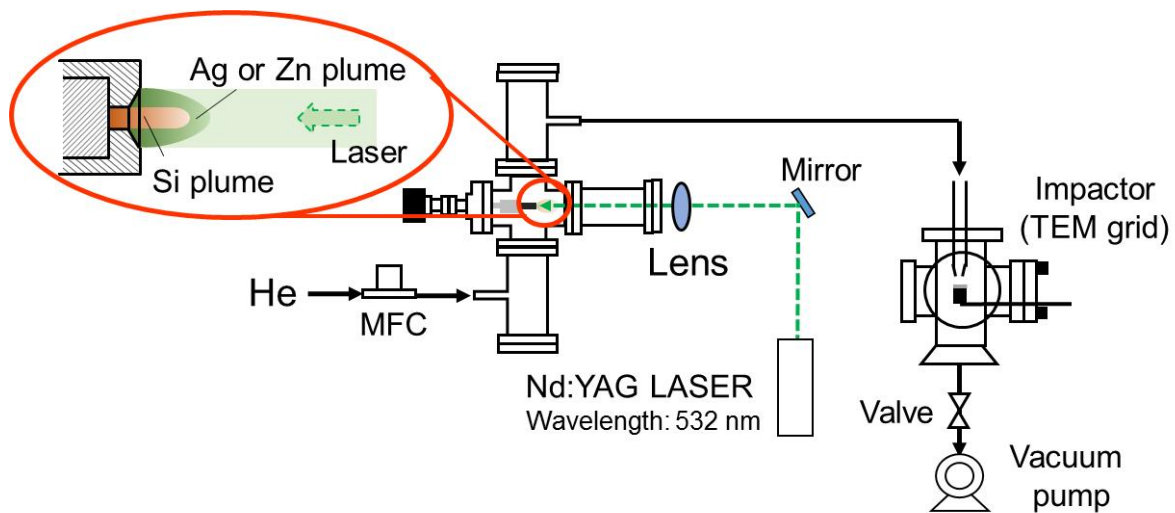 Ag or Zn plume
Laser
Si plume
Mirror
Impactor
(TEM grid)
Lens
He
MFC
Nd:YAG LASER
Wavelength: 532 nm
Valve
Vacuum
pump